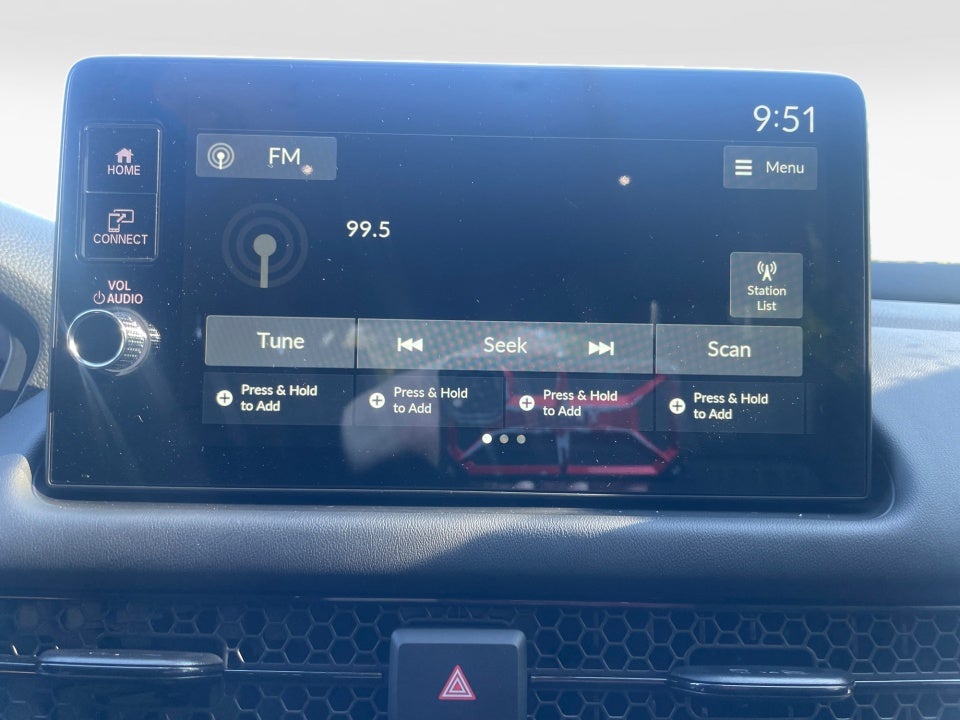 9:51
HOME
FM
Menu
CONNECT
99.5
Station
List
VOL
AUDIO
Tune
Seek
Scan
Press & Hold
to Add
Press & Hold
to Add
Press & Hold
to Add
Press & Hold
to Add